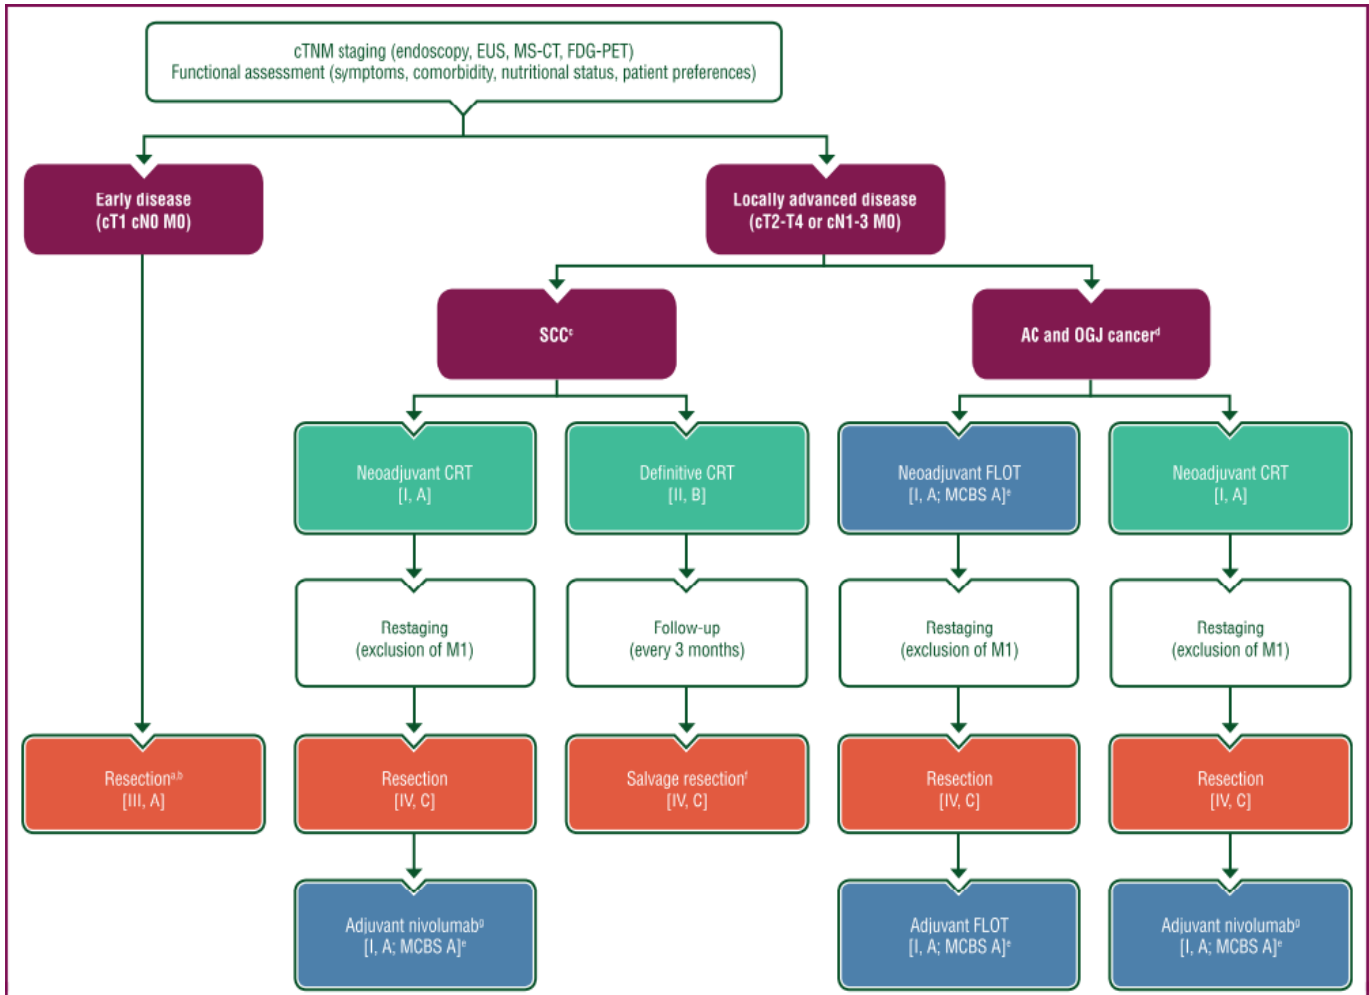 cTNM staging (endoscopy, EUS, MS-CT, FDG-PET)
Functional assessment (symptoms, comorbidity, nutritional status, patient preferences)
Early disease
(cT1 cN0 M0)
Locally advanced disease
(cT2-T4 or cN1-3 M0)
SCCᶜ
AC and OGJ cancerᵈ
Neoadjuvant CRT
[I, A]
Definitive CRT
[II, B]
Neoadjuvant FLOT
[I, A; MCBS A]ᵉ
Neoadjuvant CRT
[I, A]
Restaging
(exclusion of M1)
Follow-up
(every 3 months)
Restaging
(exclusion of M1)
Restaging
(exclusion of M1)
Resectionᵃ,ᵇ
[III, A]
Resection
[IV, C]
Salvage resectionᶠ
[IV, C]
Resection
[IV, C]
Resection
[IV, C]
Adjuvant nivolumabᵍ
[I, A; MCBS A]ᵉ
Adjuvant FLOT
[I, A; MCBS A]ᵉ
Adjuvant nivolumabᵍ
[I, A; MCBS A]ᵉ